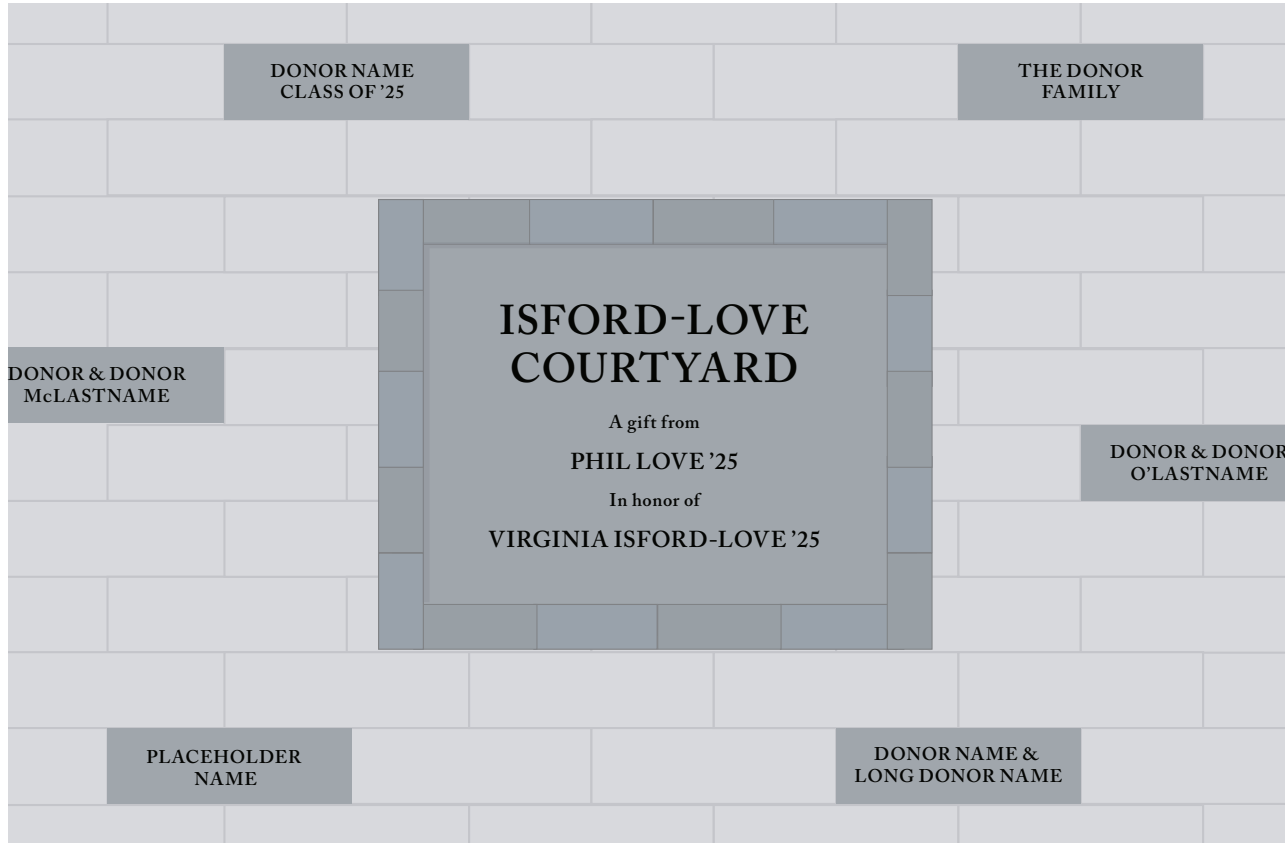 DONOR NAME
CLASS OF ’25
THE DONOR
FAMILY
ISFORD-LOVE
COURTYARD
A gift from
PHIL LOVE ’25
In honor of
VIRGINIA ISFORD-LOVE ’25
DONOR & DONOR
McLASTNAME
DONOR & DONOR
O’LASTNAME
PLACEHOLDER
NAME
DONOR NAME &
LONG DONOR NAME